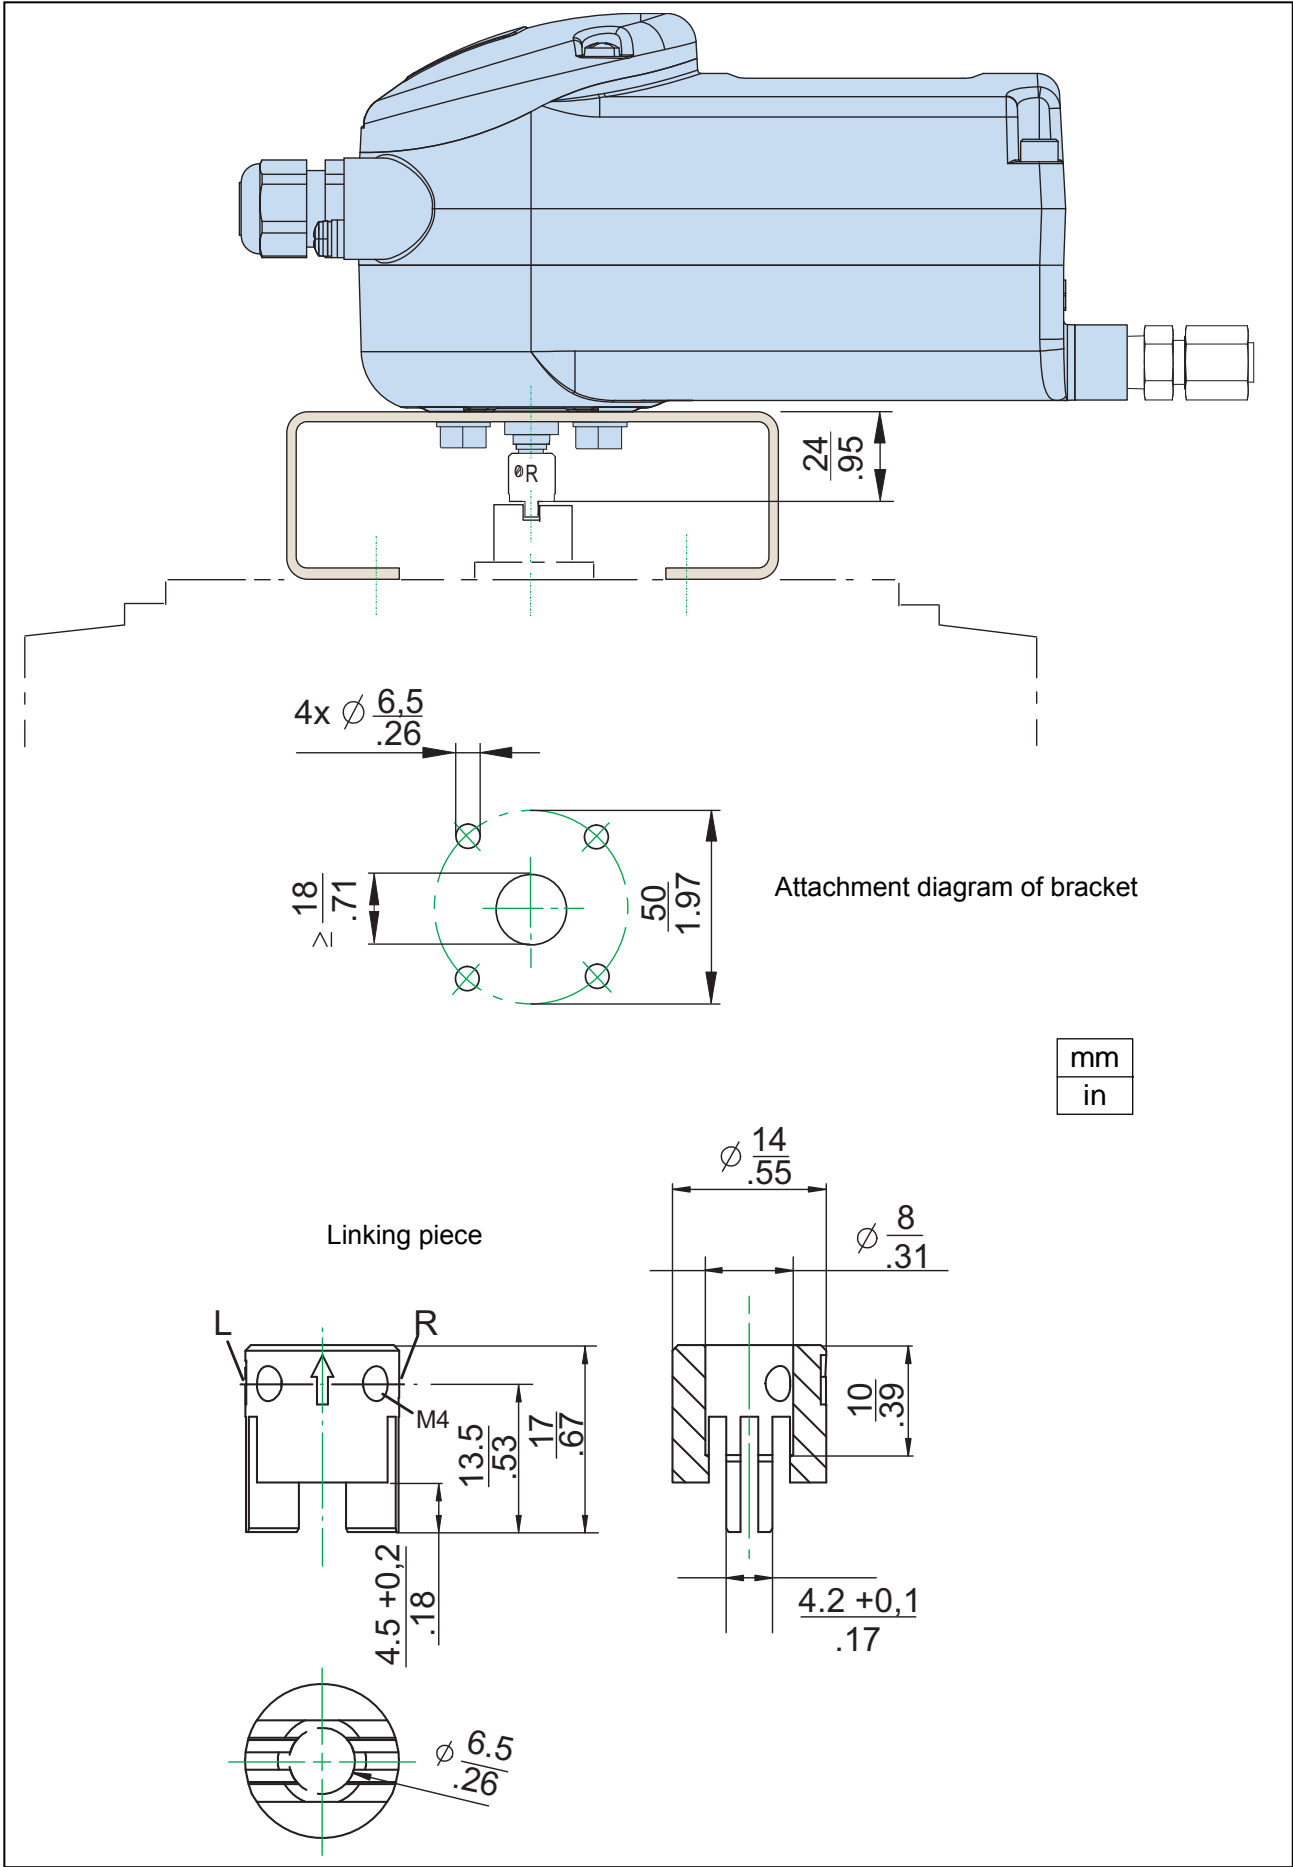 R
24
.95
4x ∅ 6,5
.26
≥ 18
.71
50
1.97
Attachment diagram of bracket
mm
in
∅ 14
.55
∅ 8
.31
Linking piece
L
R
M4
13.5
.53
17
.67
10
.39
4.5 +0,2
.18
4.2 +0,1
.17
∅ 6.5
.26